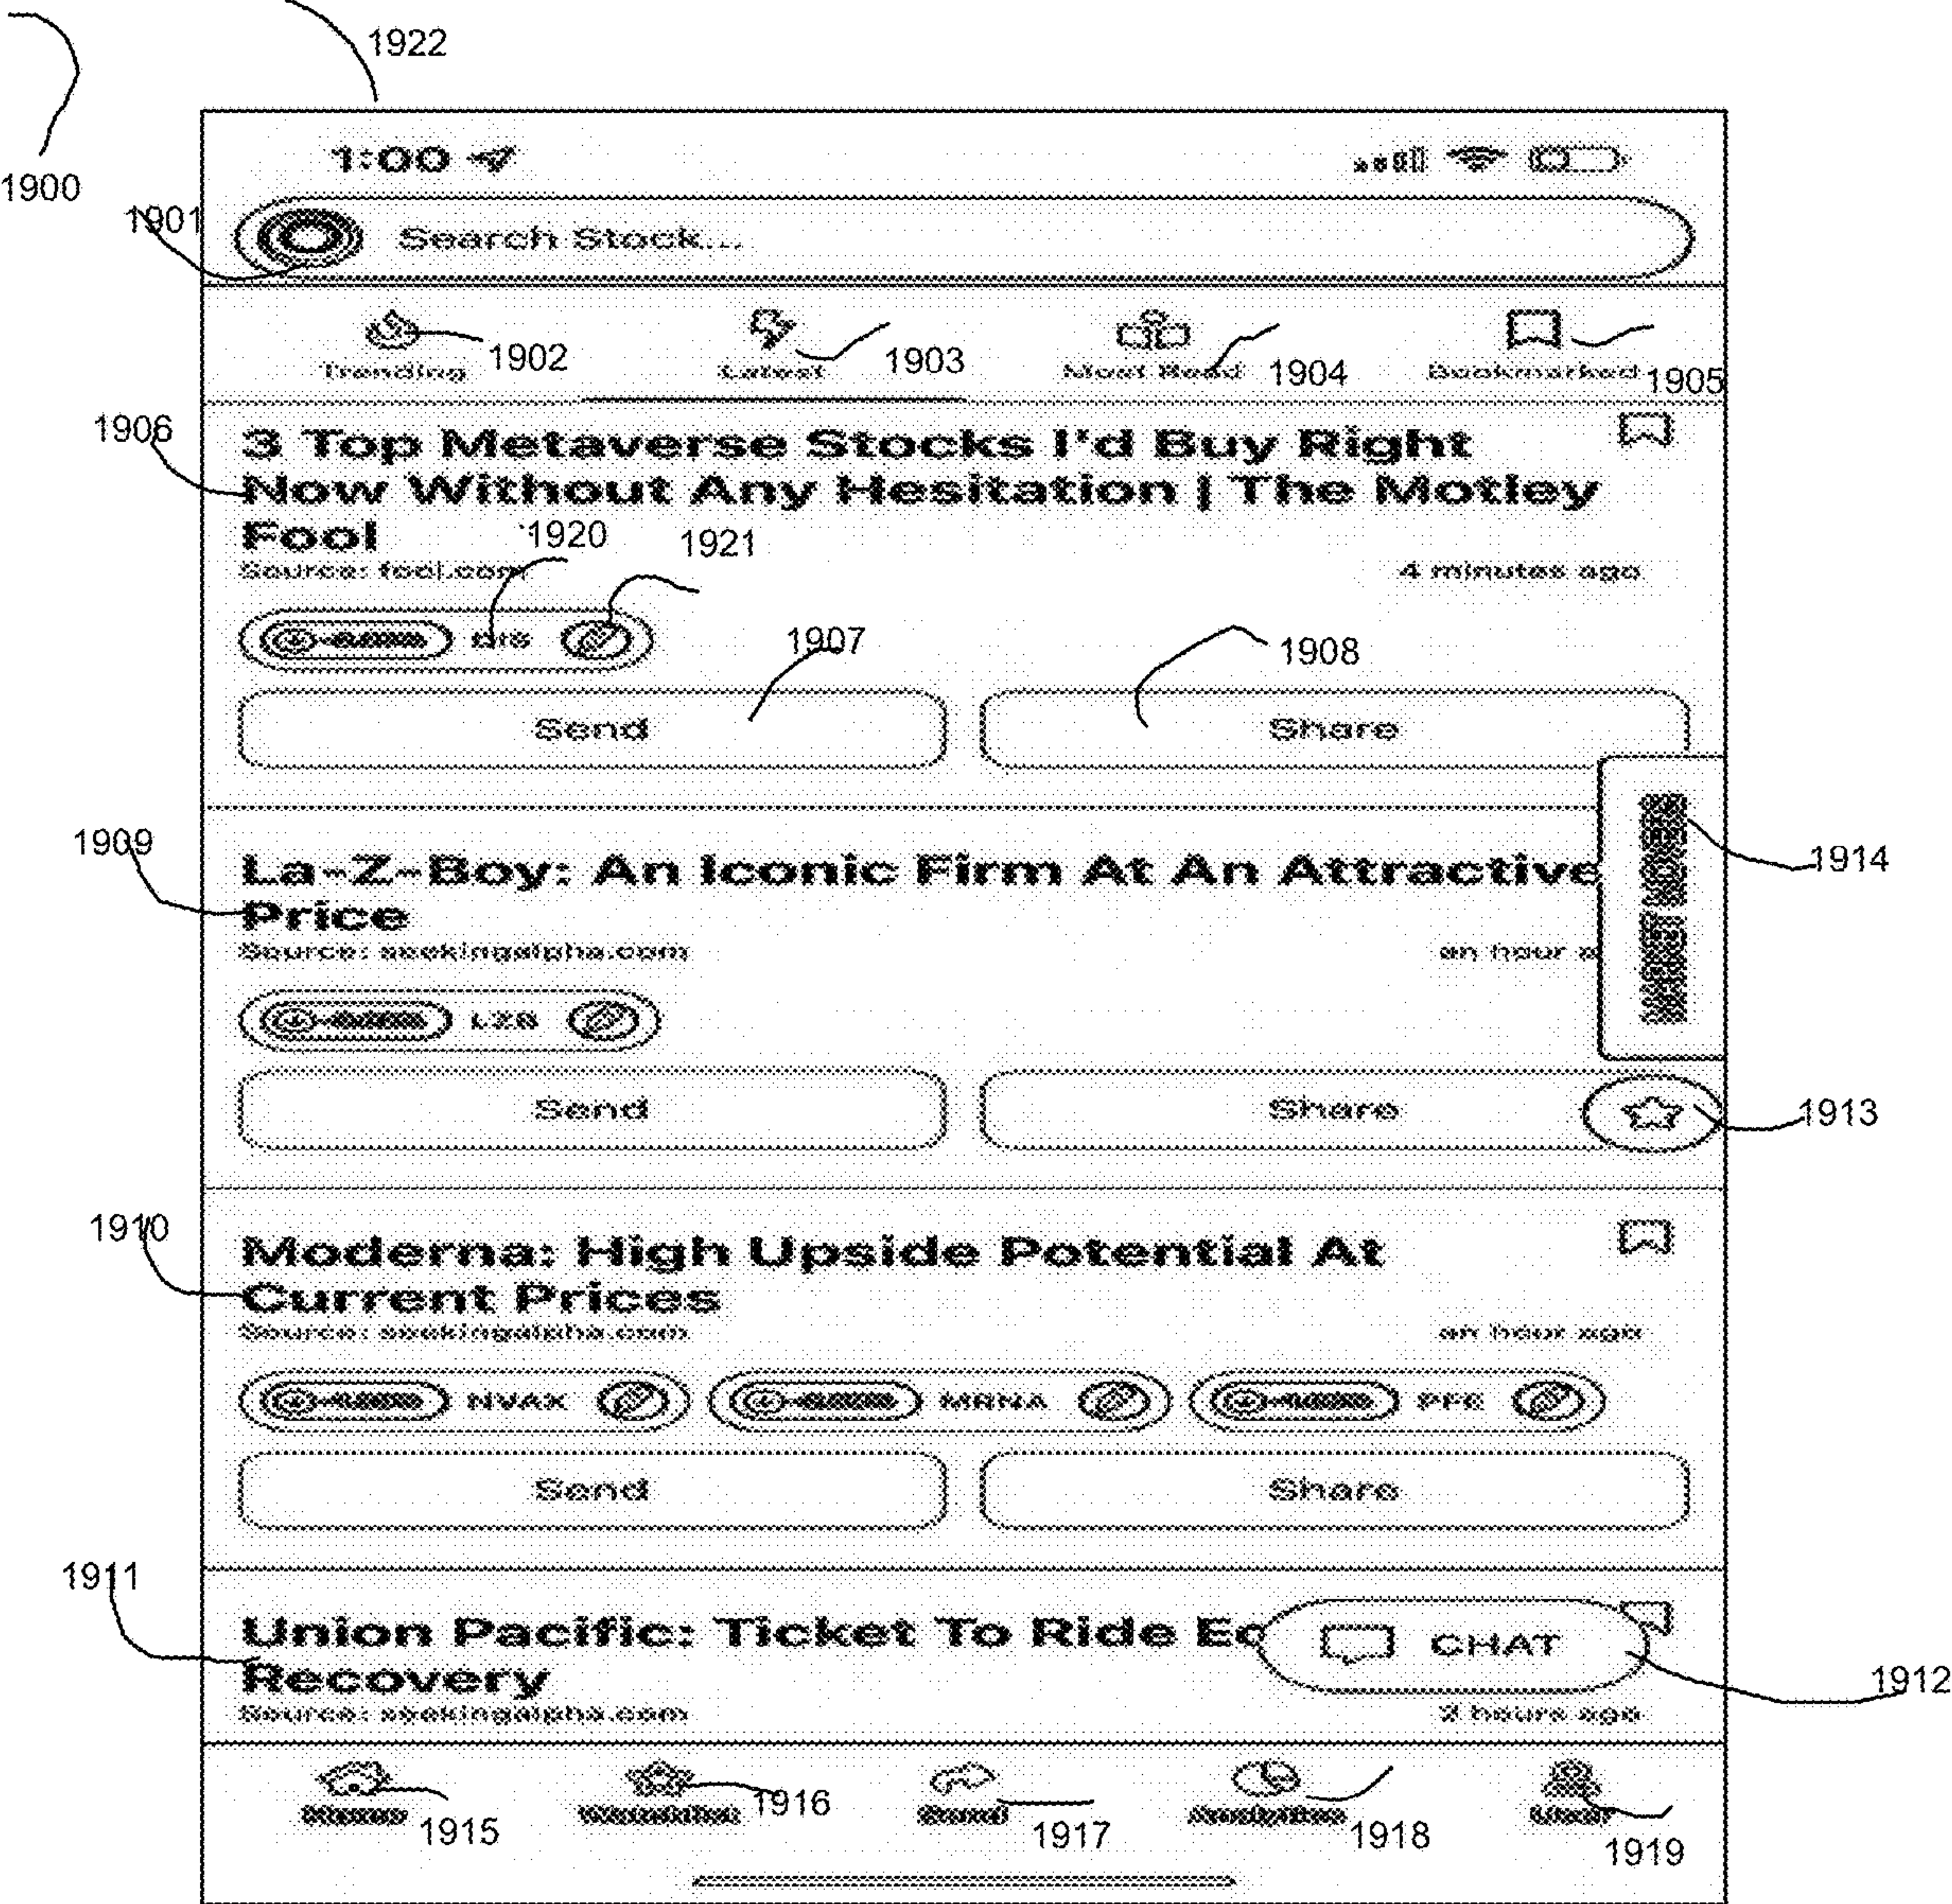 1922
1900
1:00
1901
Search Stock...
1902
1903
1904
1905
Trending
Latest
Most Read
Bookmarked
1906
3 Top Metaverse Stocks I'd Buy Right
Now Without Any Hesitation | The Motley
Fool
1920
1921
Source: fool.com
4 minutes ago
DIS
1907
1908
Send
Share
1909
La-Z-Boy: An Iconic Firm At An Attractive
Price
1914
Source: seekingalpha.com
an hour a
LZB
Send
Share
1913
1910
Moderna: High Upside Potential At
Current Prices
Source: seekingalpha.com
an hour ago
NVAX
MRNA
PFE
Send
Share
1911
Union Pacific: Ticket To Ride Ec
CHAT
Recovery
1912
Source: seekingalpha.com
2 hours ago
1915
1916
1917
1918
1919